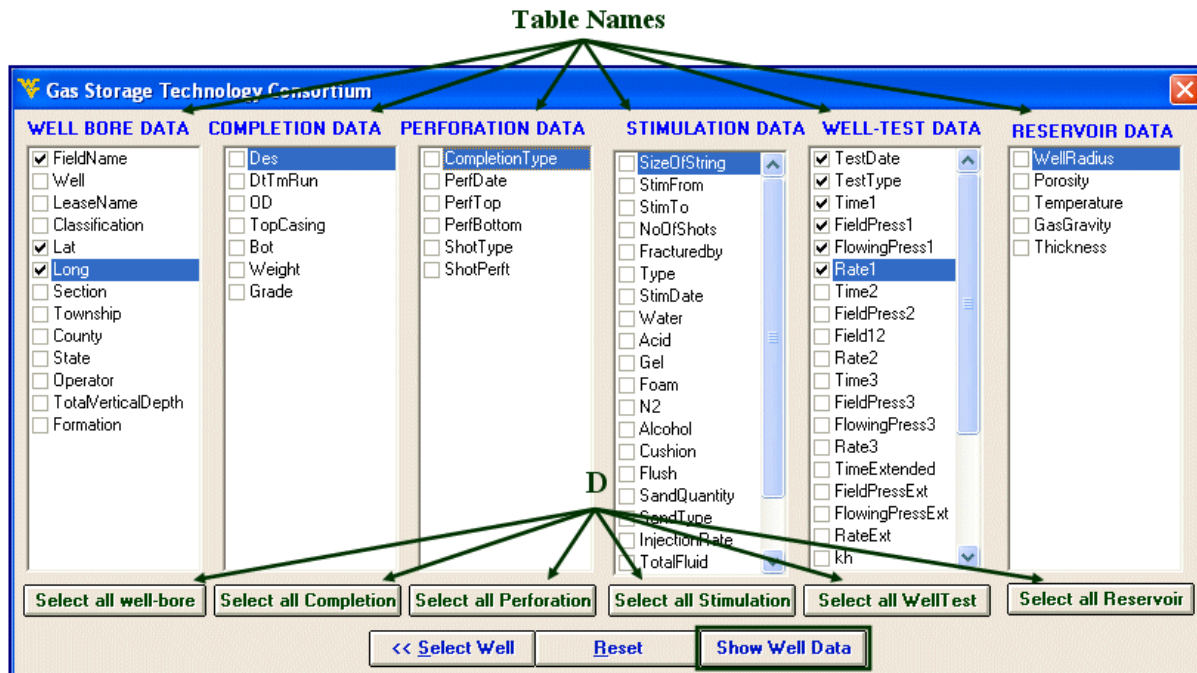 Table Names
Gas Storage Technology Consortium
WELL BORE DATA
FieldName
Well
LeaseName
Classification
Lat
Long
Section
Township
County
State
Operator
TotalVerticalDepth
Formation
COMPLETION DATA
Des
DtTmRun
OD
TopCasing
Bot
Weight
Grade
PERFORATION DATA
CompletionType
PerfDate
PerfTop
PerfBottom
ShotType
ShotPerft
STIMULATION DATA
SizeOfString
StimFrom
StimTo
NoOfShots
Fracturedby
Type
StimDate
Water
Acid
Gel
Foam
N2
Alcohol
Cushion
Flush
SandQuantity
SandType
InjectionRate
TotalFluid
WELL-TEST DATA
TestDate
TestType
Time1
FieldPress1
FlowingPress1
Rate1
Time2
FieldPress2
Field12
Rate2
Time3
FieldPress3
FlowingPress3
Rate3
TimeExtended
FieldPressExt
FlowingPressExt
RateExt
kh
RESERVOIR DATA
WellRadius
Porosity
Temperature
GasGravity
Thickness
D
Select all well-bore
Select all Completion
Select all Perforation
Select all Stimulation
Select all WellTest
Select all Reservoir
<< Select Well
Reset
Show Well Data